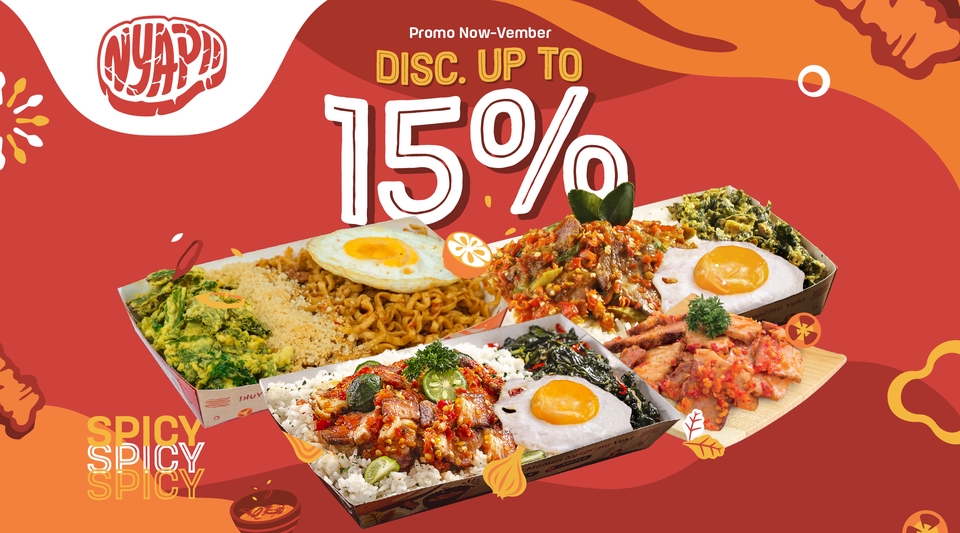 NYAPII
Promo Now-Vember
DISC. UP TO
15%
SPICY
SPICY
SPICY